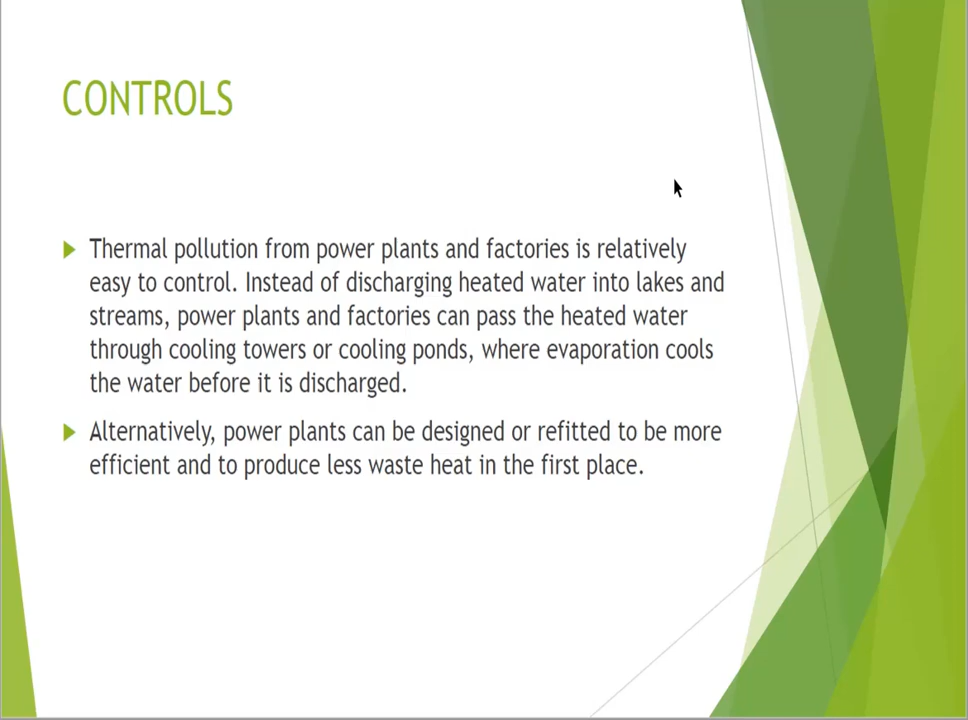 CONTROLS
Thermal pollution from power plants and factories is relatively
easy to control. Instead of discharging heated water into lakes and
streams, power plants and factories can pass the heated water
through cooling towers or cooling ponds, where evaporation cools
the water before it is discharged.
Alternatively, power plants can be designed or refitted to be more
efficient and to produce less waste heat in the first place.